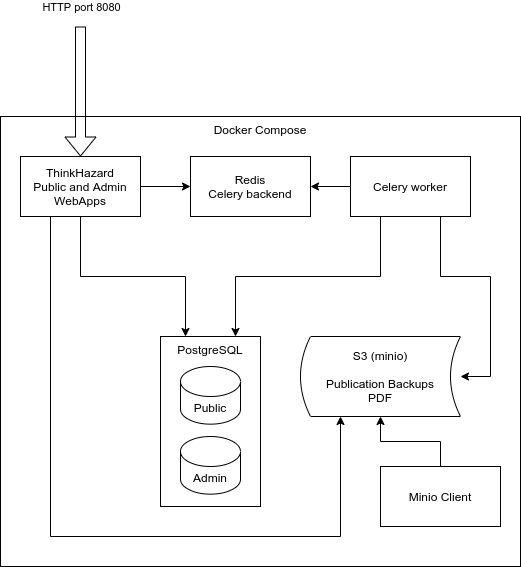 HTTP port 8080
Docker Compose
ThinkHazard
Public and Admin
WebApps
Redis
Celery backend
Celery worker
PostgreSQL
Public
Admin
S3 (minio)
Publication Backups
PDF
Minio Client